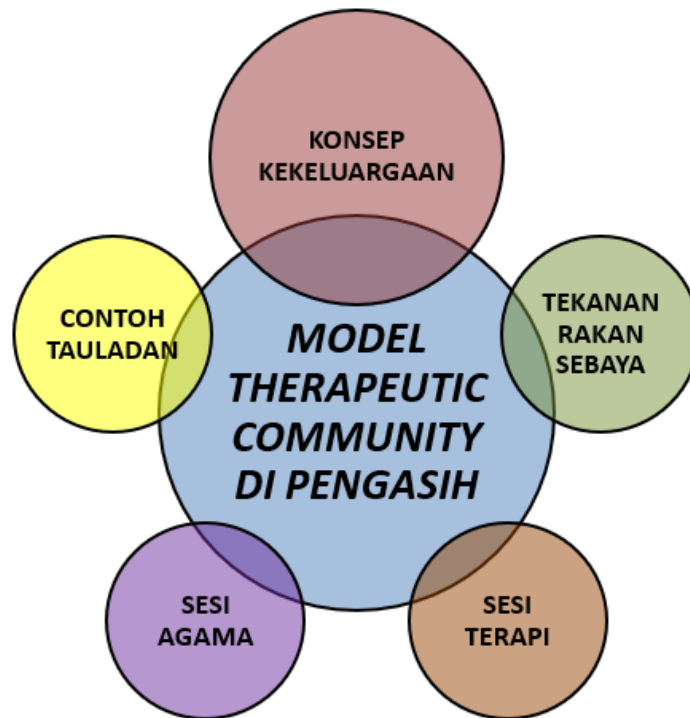 KONSEP
KEKELUARGAAN
CONTOH
TAULADAN
TEKANAN
RAKAN
SEBAYA
MODEL
THERAPEUTIC
COMMUNITY
DI PENGASIH
SESI
AGAMA
SESI
TERAPI